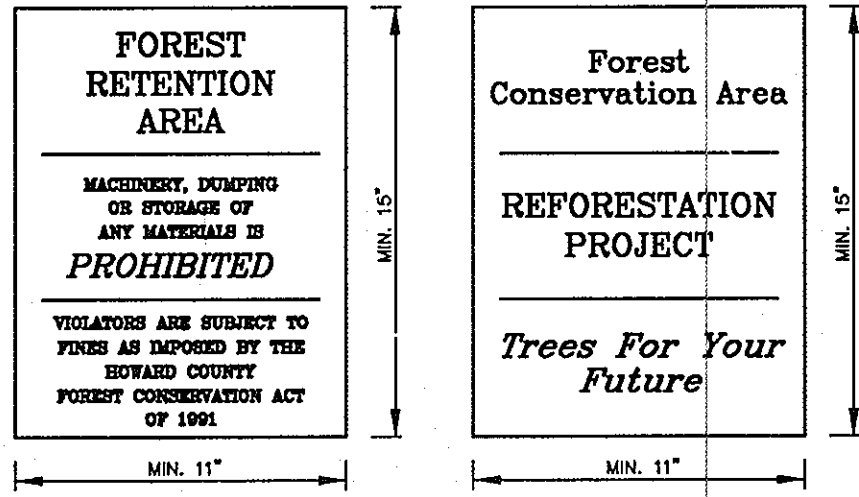 FOREST
RETENTION
AREA
MACHINERY, DUMPING
OR STORAGE OF
ANY MATERIALS IS
PROHIBITED
VIOLATORS ARE SUBJECT TO
FINES AS IMPOSED BY THE
HOWARD COUNTY
FOREST CONSERVATION ACT
OF 1991
MIN. 15"
MIN. 11"
Forest
Conservation Area
REFORESTATION
PROJECT
Trees For Your
Future
MIN. 15"
MIN. 11"